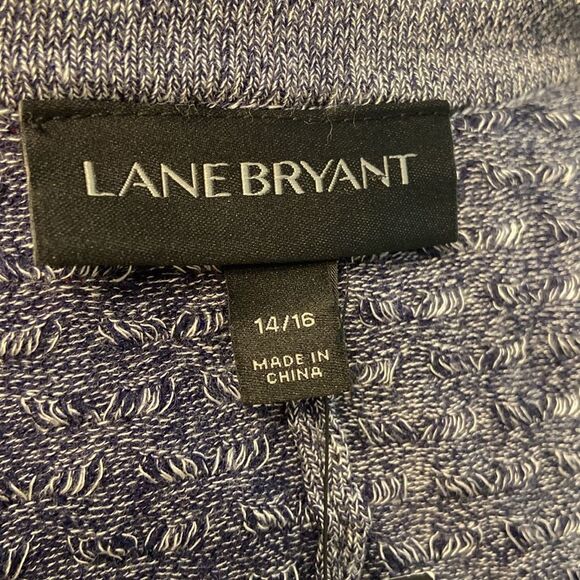 LANE BRYANT
14/16
MADE IN
CHINA